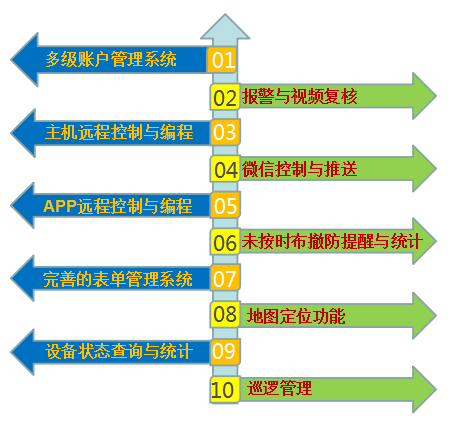 多级账户管理系统 01
02 报警与视频复核
主机远程控制与编程 03
04 微信控制与推送
APP远程控制与编程 05
06 未按时布撤防提醒与统计
完善的表单管理系统 07
08 地图定位功能
设备状态查询与统计 09
10 巡逻管理